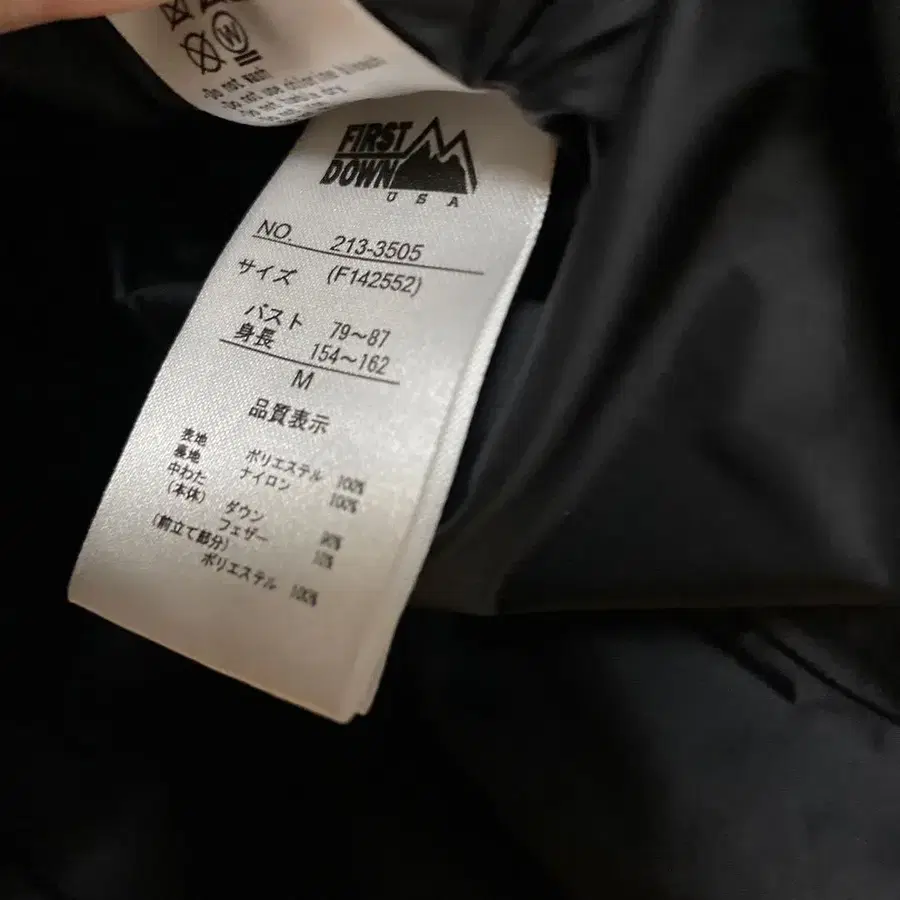 -Do not wash
-Do not use chlorine bleach
-Do not
dry
FIRST
DOWN
USA
NO. 213-3505
サイズ (F142552)
バスト 79～87
身長 154～162
M
品質表示
表地 ポリエステル 100%
裏地 ナイロン 100%
中わた
(本体) ダウン 90%
フェザー 10%
(前立て部分)
ポリエステル 100%